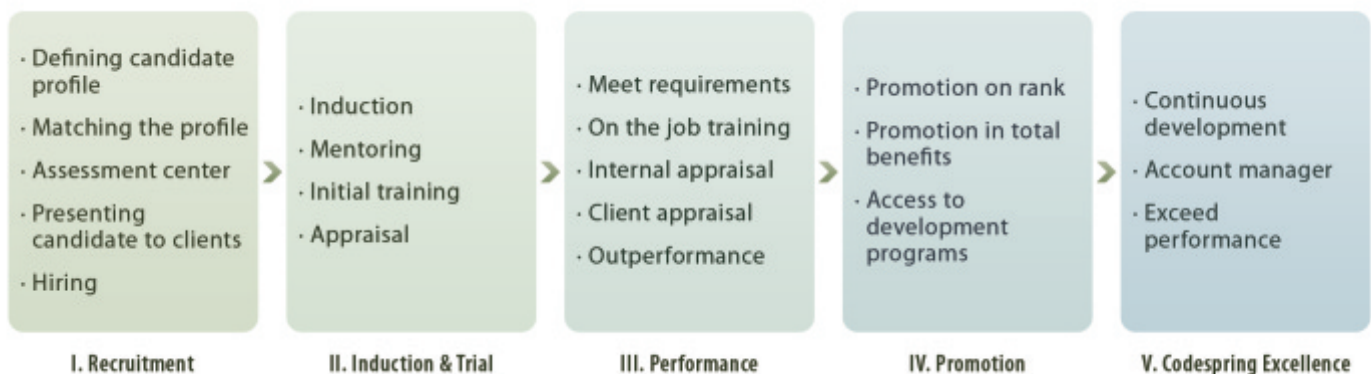 · Defining candidate
profile
· Matching the profile
· Assessment center
· Presenting
candidate to clients
· Hiring
I. Recruitment
· Induction
· Mentoring
· Initial training
· Appraisal
II. Induction & Trial
· Meet requirements
· On the job training
· Internal appraisal
· Client appraisal
· Outperformance
III. Performance
· Promotion on rank
· Promotion in total
benefits
· Access to
development
programs
IV. Promotion
· Continuous
development
· Account manager
· Exceed
performance
V. Codespring Excellence